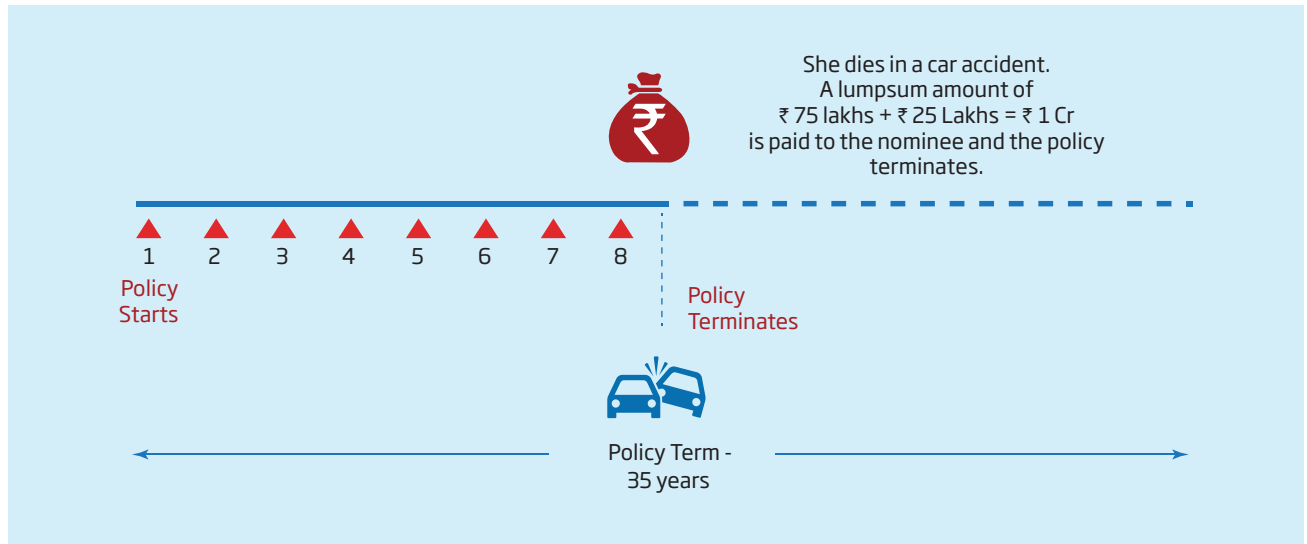 She dies in a car accident.
A lumpsum amount of
₹ 75 lakhs + ₹ 25 Lakhs = ₹ 1 Cr
is paid to the nominee and the policy
terminates.
₹
1 2 3 4 5 6 7 8
Policy
Starts
Policy
Terminates
Policy Term -
35 years